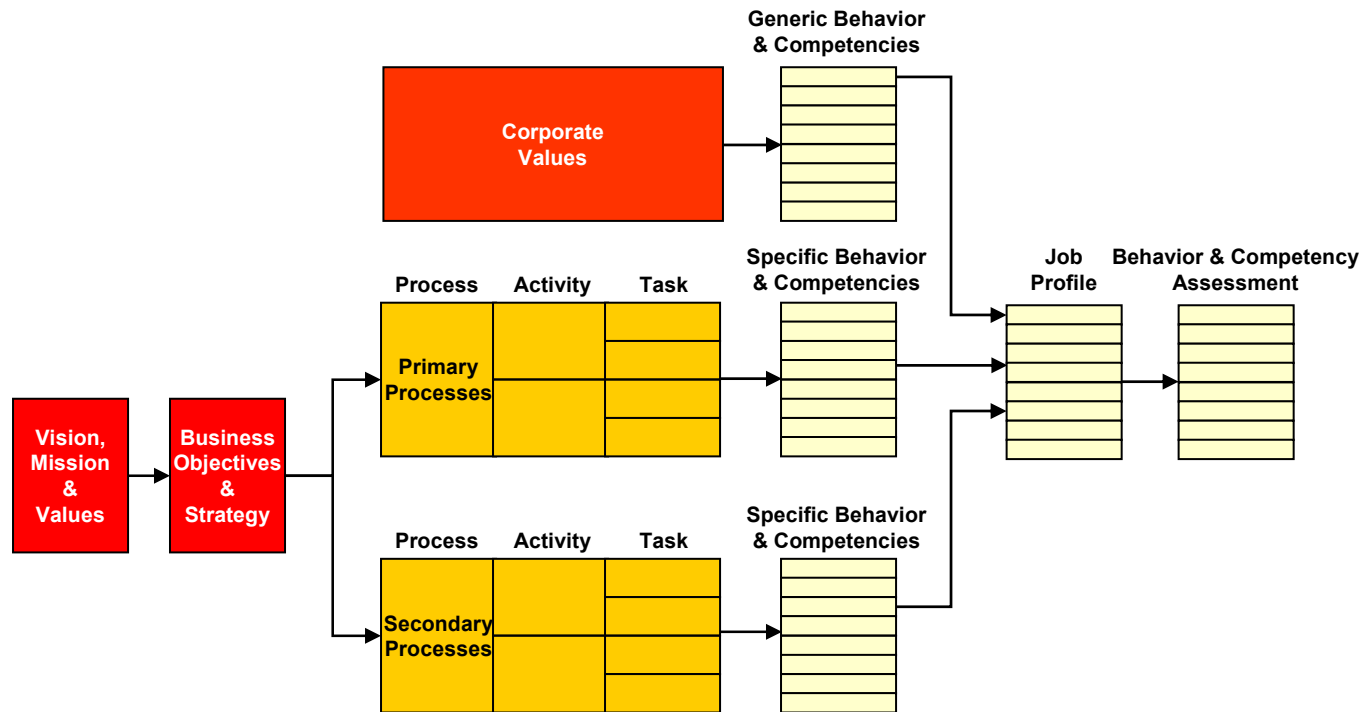 Generic Behavior
& Competencies
Corporate
Values
Process
Activity
Task
Specific Behavior
& Competencies
Job
Profile
Behavior & Competency
Assessment
Primary
Processes
Vision,
Mission
&
Values
Business
Objectives
&
Strategy
Process
Activity
Task
Specific Behavior
& Competencies
Secondary
Processes